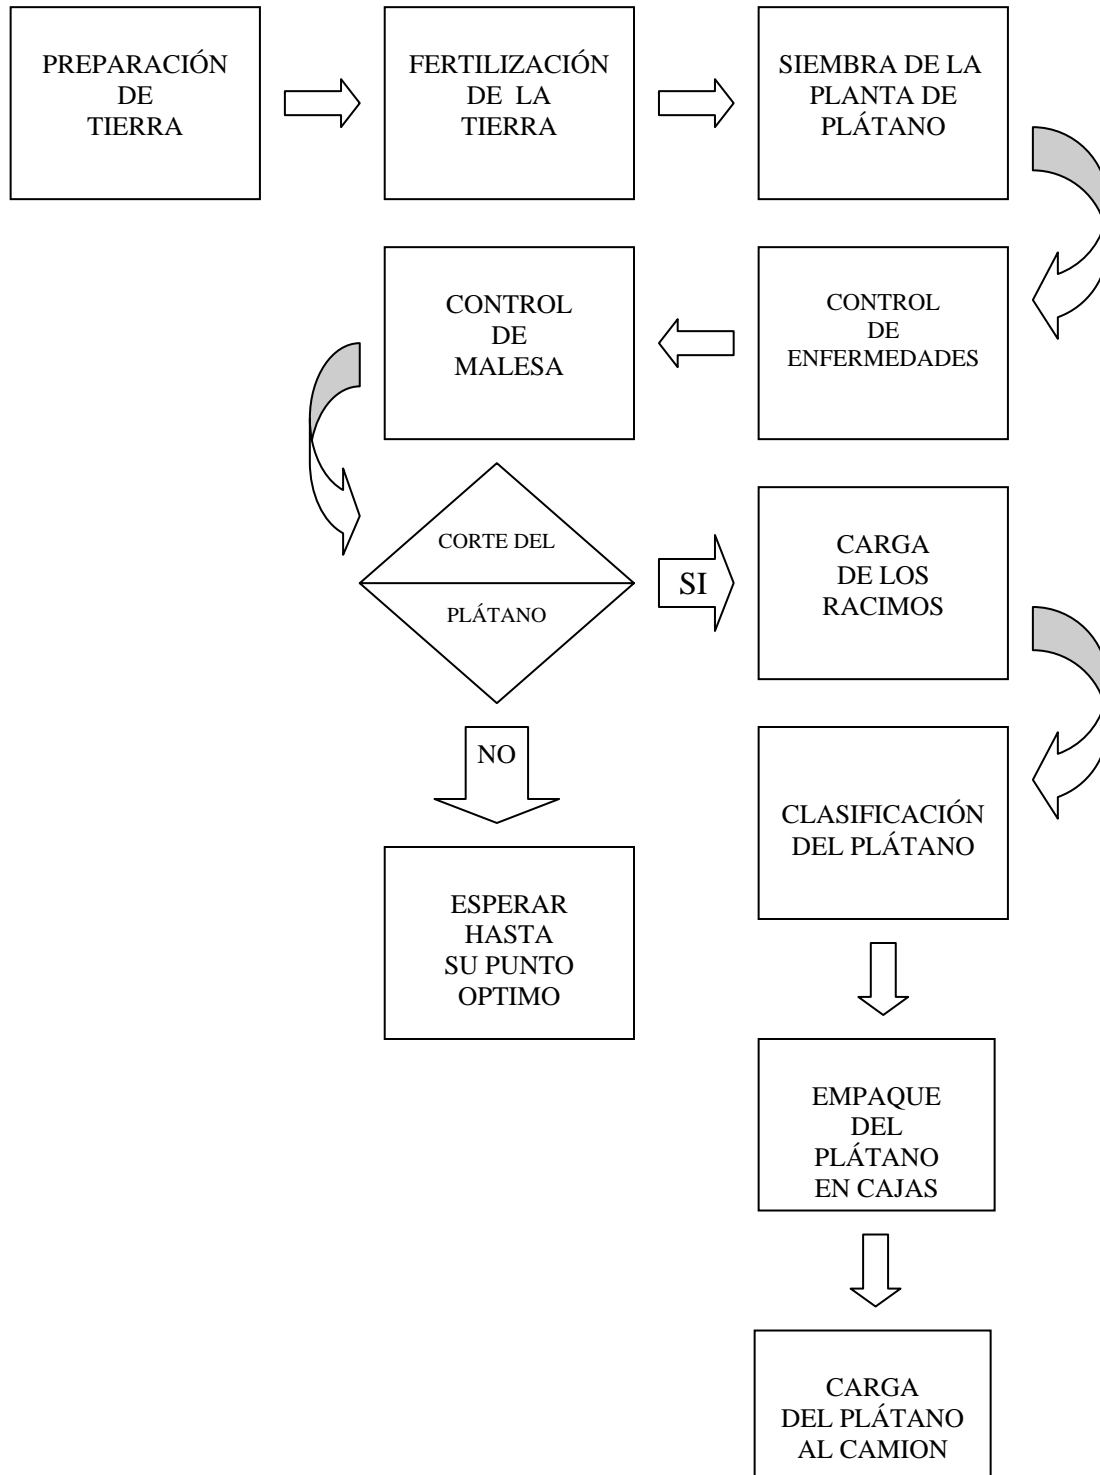 PREPARACIÓN
DE
TIERRA
FERTILIZACIÓN
DE LA
TIERRA
SIEMBRA DE LA
PLANTA DE
PLÁTANO
CONTROL
DE
ENFERMEDADES
CONTROL
DE
MALESA
CORTE DEL
PLÁTANO
SI
CARGA
DE LOS
RACIMOS
NO
ESPERAR
HASTA
SU PUNTO
OPTIMO
CLASIFICACIÓN
DEL PLÁTANO
EMPAQUE
DEL
PLÁTANO
EN CAJAS
CARGA
DEL PLÁTANO
AL CAMION